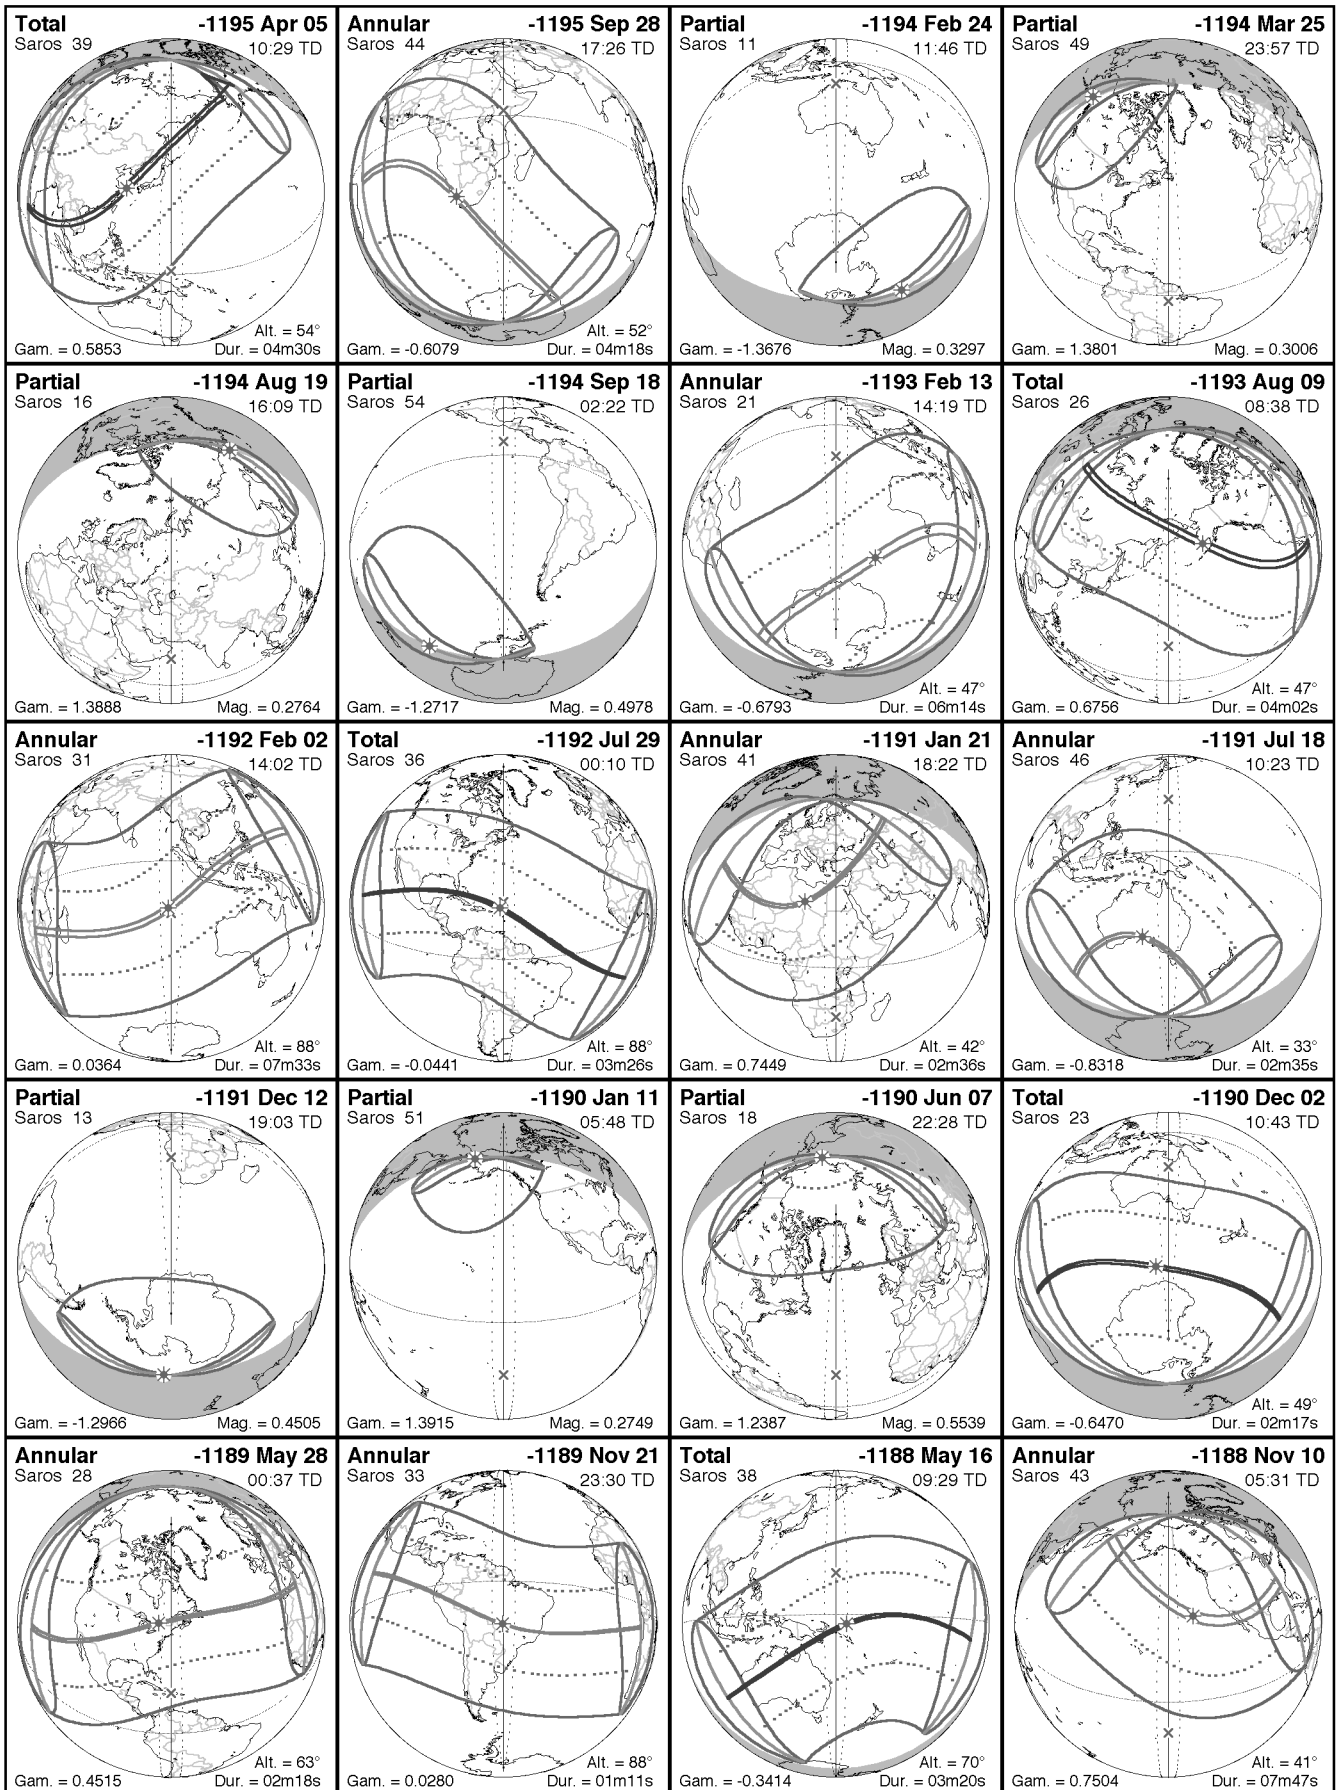 Total -1195 Apr 05
Saros 39 10:29 TD
Alt. = 54°
Gam. = 0.5853 Dur. = 04m30s
Annular -1195 Sep 28
Saros 44 17:26 TD
Alt. = 52°
Gam. = -0.6079 Dur. = 04m18s
Partial -1194 Feb 24
Saros 11 11:46 TD
Gam. = -1.3676 Mag. = 0.3297
Partial -1194 Mar 25
Saros 49 23:57 TD
Gam. = 1.3801 Mag. = 0.3006
Partial -1194 Aug 19
Saros 16 16:09 TD
Gam. = 1.3888 Mag. = 0.2764
Partial -1194 Sep 18
Saros 54 02:22 TD
Gam. = -1.2717 Mag. = 0.4978
Annular -1193 Feb 13
Saros 21 14:19 TD
Alt. = 47°
Gam. = -0.6793 Dur. = 06m14s
Total -1193 Aug 09
Saros 26 08:38 TD
Alt. = 47°
Gam. = 0.6756 Dur. = 04m02s
Annular -1192 Feb 02
Saros 31 14:02 TD
Alt. = 88°
Gam. = 0.0364 Dur. = 07m33s
Total -1192 Jul 29
Saros 36 00:10 TD
Alt. = 88°
Gam. = -0.0441 Dur. = 03m26s
Annular -1191 Jan 21
Saros 41 18:22 TD
Alt. = 42°
Gam. = 0.7449 Dur. = 02m36s
Annular -1191 Jul 18
Saros 46 10:23 TD
Alt. = 33°
Gam. = -0.8318 Dur. = 02m35s
Partial -1191 Dec 12
Saros 13 19:03 TD
Gam. = -1.2966 Mag. = 0.4505
Partial -1190 Jan 11
Saros 51 05:48 TD
Gam. = 1.3915 Mag. = 0.2749
Partial -1190 Jun 07
Saros 18 22:28 TD
Gam. = 1.2387 Mag. = 0.5539
Total -1190 Dec 02
Saros 23 10:43 TD
Alt. = 49°
Gam. = -0.6470 Dur. = 02m17s
Annular -1189 May 28
Saros 28 00:37 TD
Alt. = 63°
Gam. = 0.4515 Dur. = 02m18s
Annular -1189 Nov 21
Saros 33 23:30 TD
Alt. = 88°
Gam. = 0.0280 Dur. = 01m11s
Total -1188 May 16
Saros 38 09:29 TD
Alt. = 70°
Gam. = -0.3414 Dur. = 03m20s
Annular -1188 Nov 10
Saros 43 05:31 TD
Alt. = 41°
Gam. = 0.7504 Dur. = 07m47s